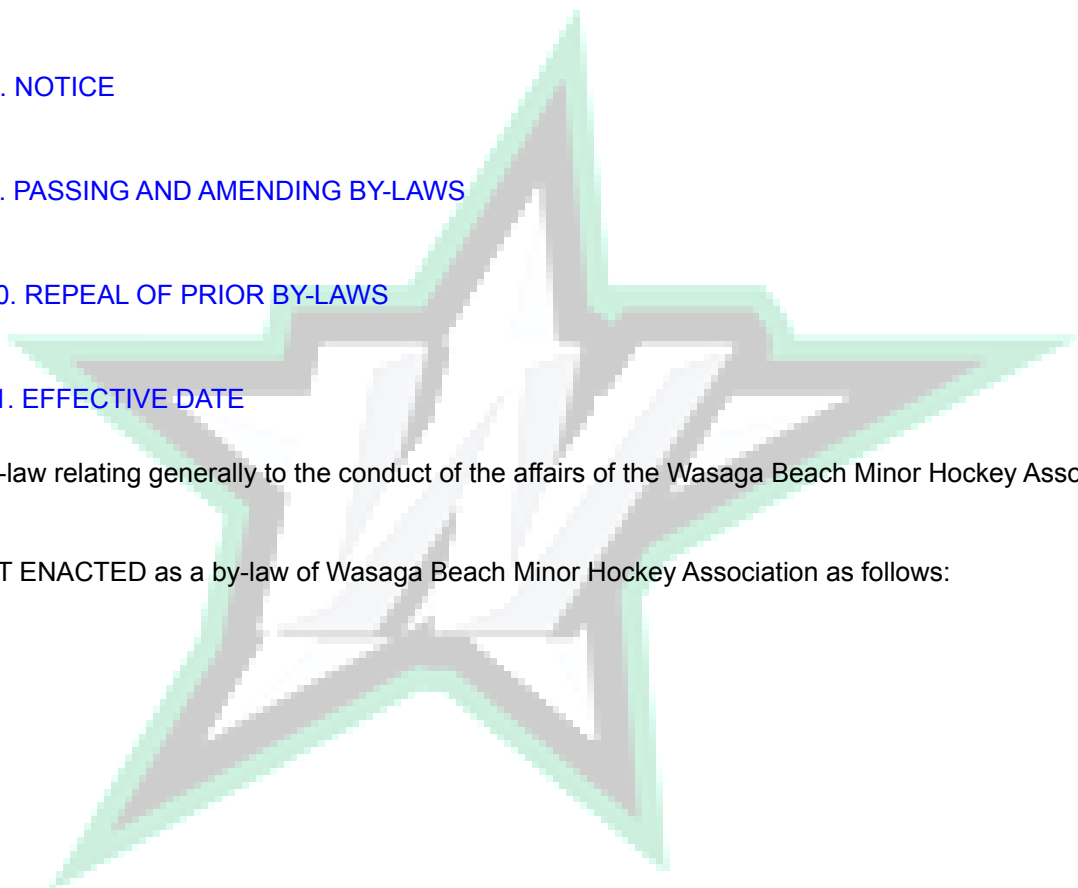 . NOTICE
. PASSING AND AMENDING BY-LAWS
0. REPEAL OF PRIOR BY-LAWS
1. EFFECTIVE DATE
-law relating generally to the conduct of the affairs of the Wasaga Beach Minor Hockey Asso
T ENACTED as a by-law of Wasaga Beach Minor Hockey Association as follows:
W